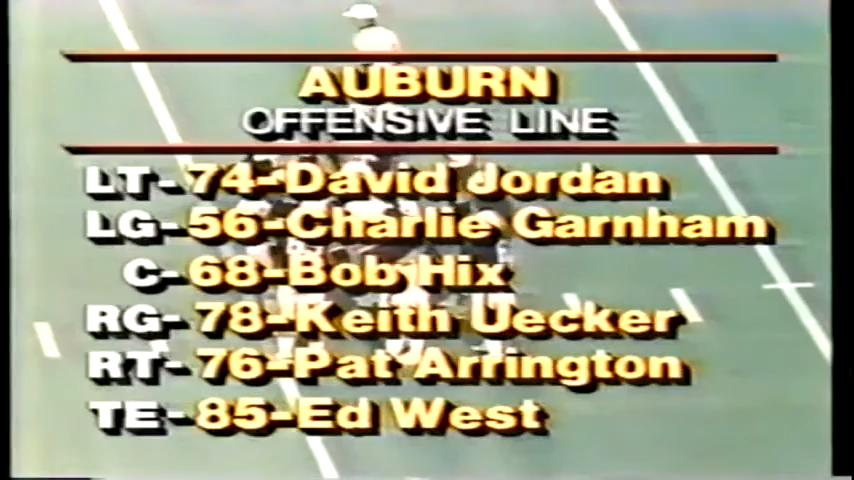 AUBURN
OFFENSIVE LINE
LT-74-David Jordan
LG-56-Charlie Garnham
C-68-Bob Hix
RG-78-Keith Uecker
RT-76-Pat Arrington
TE-85-Ed West